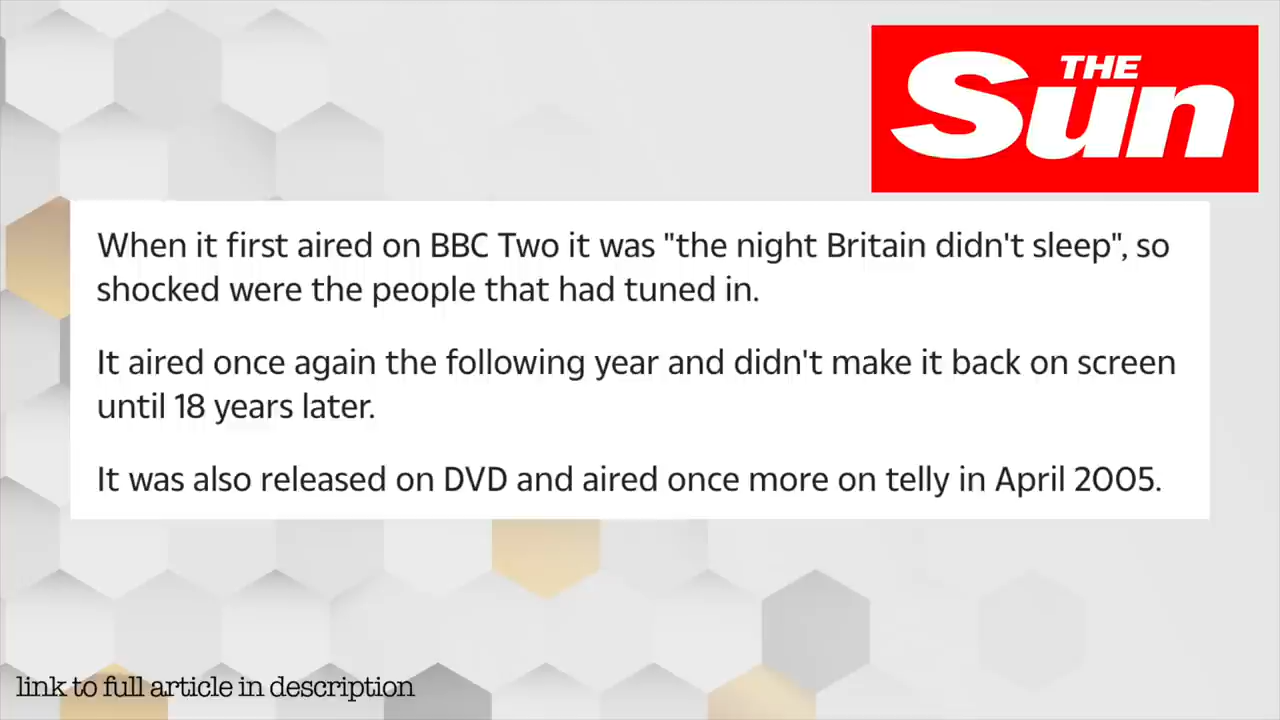 THE
Sun
When it first aired on BBC Two it was "the night Britain didn't sleep", so
shocked were the people that had tuned in.
It aired once again the following year and didn't make it back on screen
until 18 years later.
It was also released on DVD and aired once more on telly in April 2005.
link to full article in description